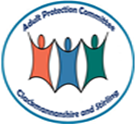 Adult Protection Committee
Clackmannanshire and Stirling